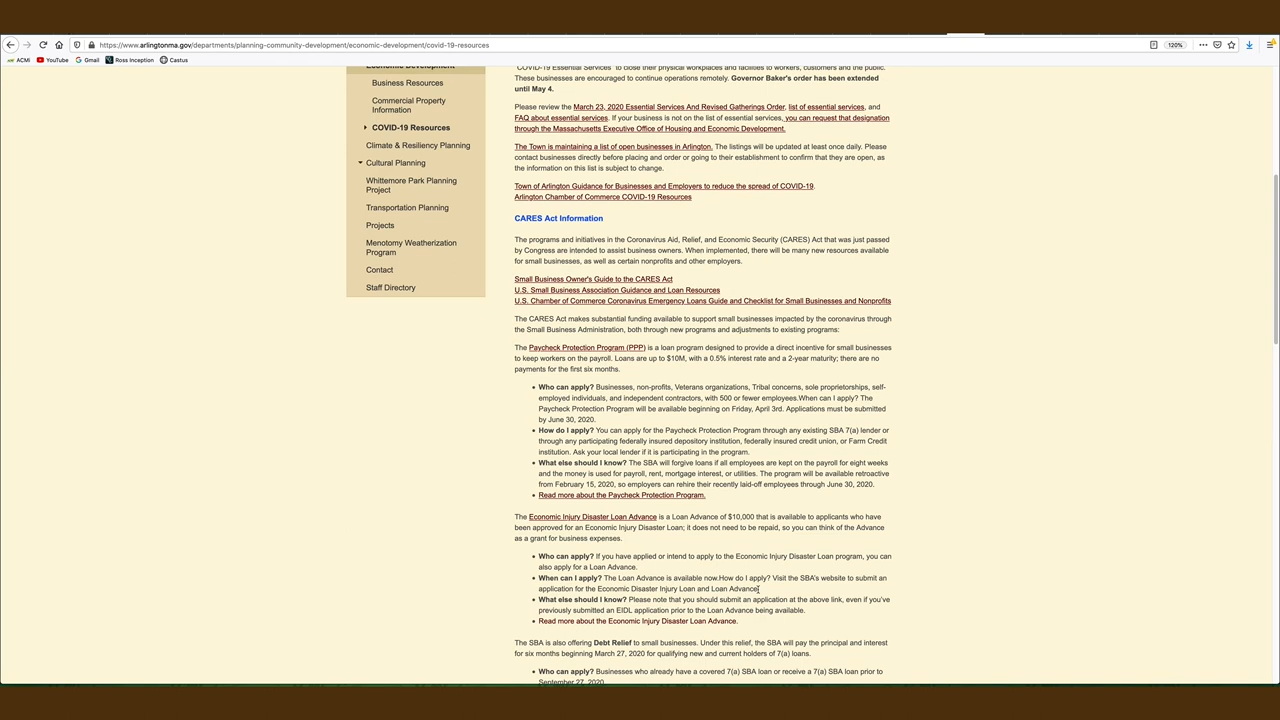 https://www.arlingtonma.gov/departments/planning-community-development/economic-development/covid-19-resources
120%
ACMi YouTube Gmail Ross Inception Castus
Economic Development
Business Resources
Commercial Property
Information
COVID-19 Resources
Climate & Resiliency Planning
Cultural Planning
Whittemore Park Planning
Project
Transportation Planning
Projects
Menotomy Weatherization
Program
Contact
Staff Directory
"COVID-19 Essential Services" to close their physical workplaces and facilities to workers, customers and the public.
These businesses are encouraged to continue operations remotely. Governor Baker's order has been extended
until May 4.
Please review the March 23, 2020 Essential Services And Revised Gatherings Order, list of essential services, and
FAQ about essential services. If your business is not on the list of essential services, you can request that designation
through the Massachusetts Executive Office of Housing and Economic Development.
The Town is maintaining a list of open businesses in Arlington. The listings will be updated at least once daily. Please
contact businesses directly before placing and order or going to their establishment to confirm that they are open, as
the information on this list is subject to change.
Town of Arlington Guidance for Businesses and Employers to reduce the spread of COVID-19.
Arlington Chamber of Commerce COVID-19 Resources
CARES Act Information
The programs and initiatives in the Coronavirus Aid, Relief, and Economic Security (CARES) Act that was just passed
by Congress are intended to assist business owners. When implemented, there will be many new resources available
for small businesses, as well as certain nonprofits and other employers.
Small Business Owner's Guide to the CARES Act
U.S. Small Business Association Guidance and Loan Resources
U.S. Chamber of Commerce Coronavirus Emergency Loans Guide and Checklist for Small Businesses and Nonprofits
The CARES Act makes substantial funding available to support small businesses impacted by the coronavirus through
the Small Business Administration, both through new programs and adjustments to existing programs:
The Paycheck Protection Program (PPP) is a loan program designed to provide a direct incentive for small businesses
to keep workers on the payroll. Loans are up to $10M, with a 0.5% interest rate and a 2-year maturity; there are no
payments for the first six months.
• Who can apply? Businesses, non-profits, Veterans organizations, Tribal concerns, sole proprietorships, self-
employed individuals, and independent contractors, with 500 or fewer employees.When can I apply? The
Paycheck Protection Program will be available beginning on Friday, April 3rd. Applications must be submitted
by June 30, 2020.
• How do I apply? You can apply for the Paycheck Protection Program through any existing SBA 7(a) lender or
through any participating federally insured depository institution, federally insured credit union, or Farm Credit
institution. Ask your local lender if it is participating in the program.
• What else should I know? The SBA will forgive loans if all employees are kept on the payroll for eight weeks
and the money is used for payroll, rent, mortgage interest, or utilities. The program will be available retroactive
from February 15, 2020, so employers can rehire their recently laid-off employees through June 30, 2020.
• Read more about the Paycheck Protection Program.
The Economic Injury Disaster Loan Advance is a Loan Advance of $10,000 that is available to applicants who have
been approved for an Economic Injury Disaster Loan; it does not need to be repaid, so you can think of the Advance
as a grant for business expenses.
• Who can apply? If you have applied or intend to apply to the Economic Injury Disaster Loan program, you can
also apply for a Loan Advance.
• When can I apply? The Loan Advance is available now.How do I apply? Visit the SBA's website to submit an
application for the Economic Disaster Injury Loan and Loan Advance.
• What else should I know? Please note that you should submit an application at the above link, even if you've
previously submitted an EIDL application prior to the Loan Advance being available.
• Read more about the Economic Injury Disaster Loan Advance.
The SBA is also offering Debt Relief to small businesses. Under this relief, the SBA will pay the principal and interest
for six months beginning March 27, 2020 for qualifying new and current holders of 7(a) loans.
• Who can apply? Businesses who already have a covered 7(a) SBA loan or receive a 7(a) SBA loan prior to
September 27, 2020.